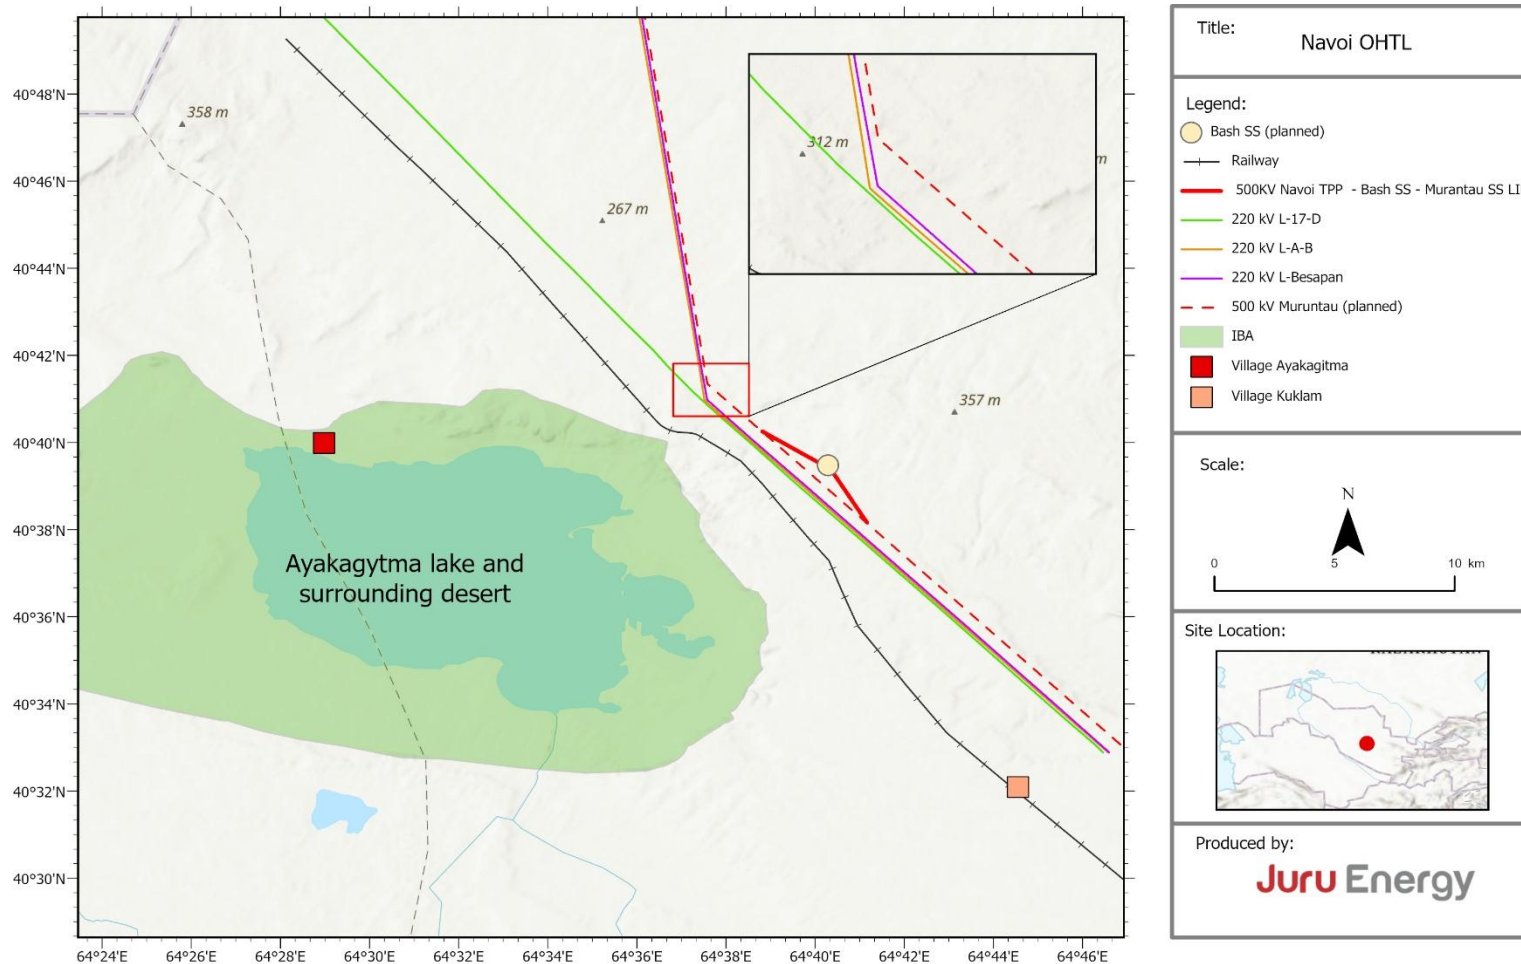 Title:
Navoi OHTL
Legend:
Bash SS (planned)
Railway
500KV Navoi TPP - Bash SS - Murantau SS LI
220 kV L-17-D
220 kV L-A-B
220 kV L-Besapan
500 kV Muruntau (planned)
IBA
Village Ayakagitma
Village Kuklam
Scale:
N
0 5 10 km
Site Location:
Produced by:
Juru Energy
40°48'N
40°46'N
40°44'N
40°42'N
40°40'N
40°38'N
40°36'N
40°34'N
40°32'N
40°30'N
358 m
267 m
312 m
m
357 m
Ayakagytma lake and
surrounding desert
64°24'E 64°26'E 64°28'E 64°30'E 64°32'E 64°34'E 64°36'E 64°38'E 64°40'E 64°42'E 64°44'E 64°46'E